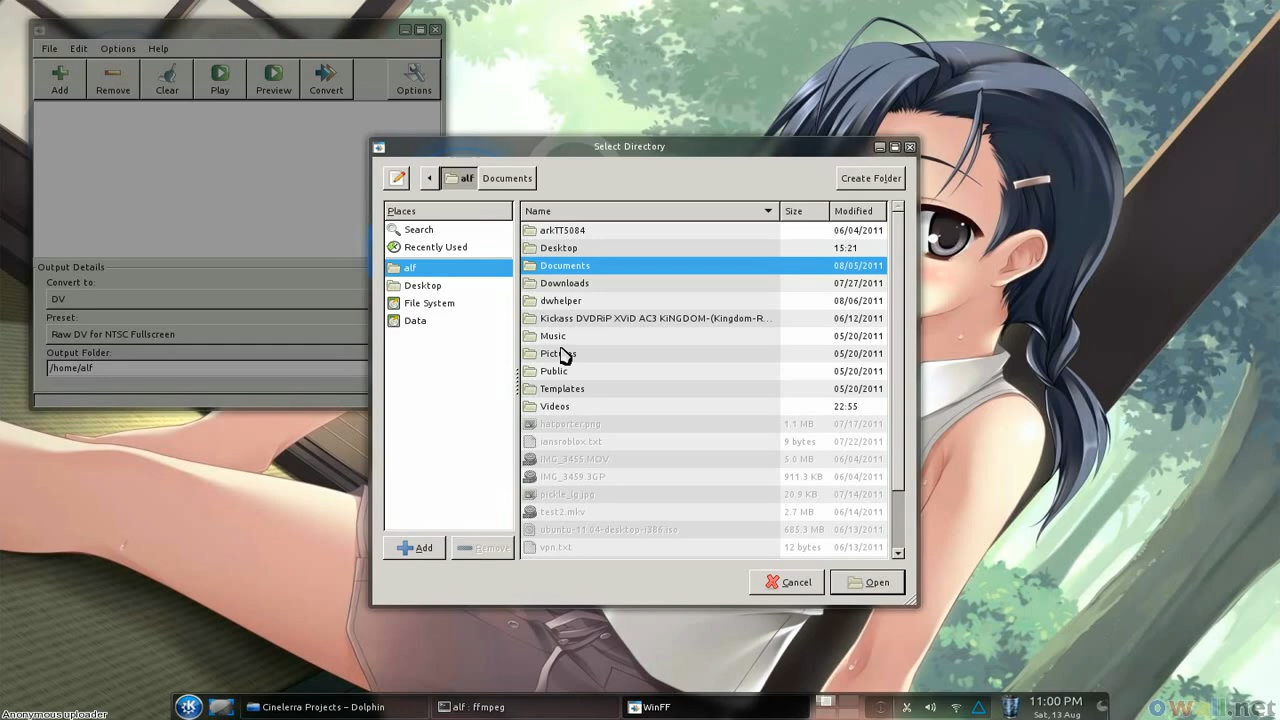 File Edit Options Help
Add Remove Clear Play Preview Convert Options
Output Details
Convert to:
DV
Preset:
Raw DV for NTSC Fullscreen
Output Folder:
/home/alf
Select Directory
alf Documents Create Folder
Places
Search
Recently Used
alf
Desktop
File System
Data
Add Remove
Name Size Modified
arkTT5084 06/04/2011
Desktop 15:21
Documents 08/05/2011
Downloads 07/27/2011
dwhelper 08/06/2011
Kickass DVDRiP XViD AC3 KiNGDOM-(Kingdom-R... 06/12/2011
Music 05/20/2011
05/20/2011
Public 05/20/2011
Templates 05/20/2011
Videos 22:55
hatporter.png 1.1 MB 07/17/2011
iansroblox.txt 9 bytes 07/22/2011
IMG_3455.MOV 5.0 MB 06/04/2011
IMG_3459.3GP 911.3 KB 06/04/2011
pickle_lg.jpg 20.9 KB 07/14/2011
test2.mkv 2.7 MB 06/14/2011
ubuntu-11.04-desktop-i386.iso 685.3 MB 06/13/2011
vpn.txt 12 bytes 06/13/2011
Cancel Open
Anonymous uploader
Cinelerra Projects – Dolphin
alf : ffmpeg
WinFF
11:00 PM
Sat, 13 Aug